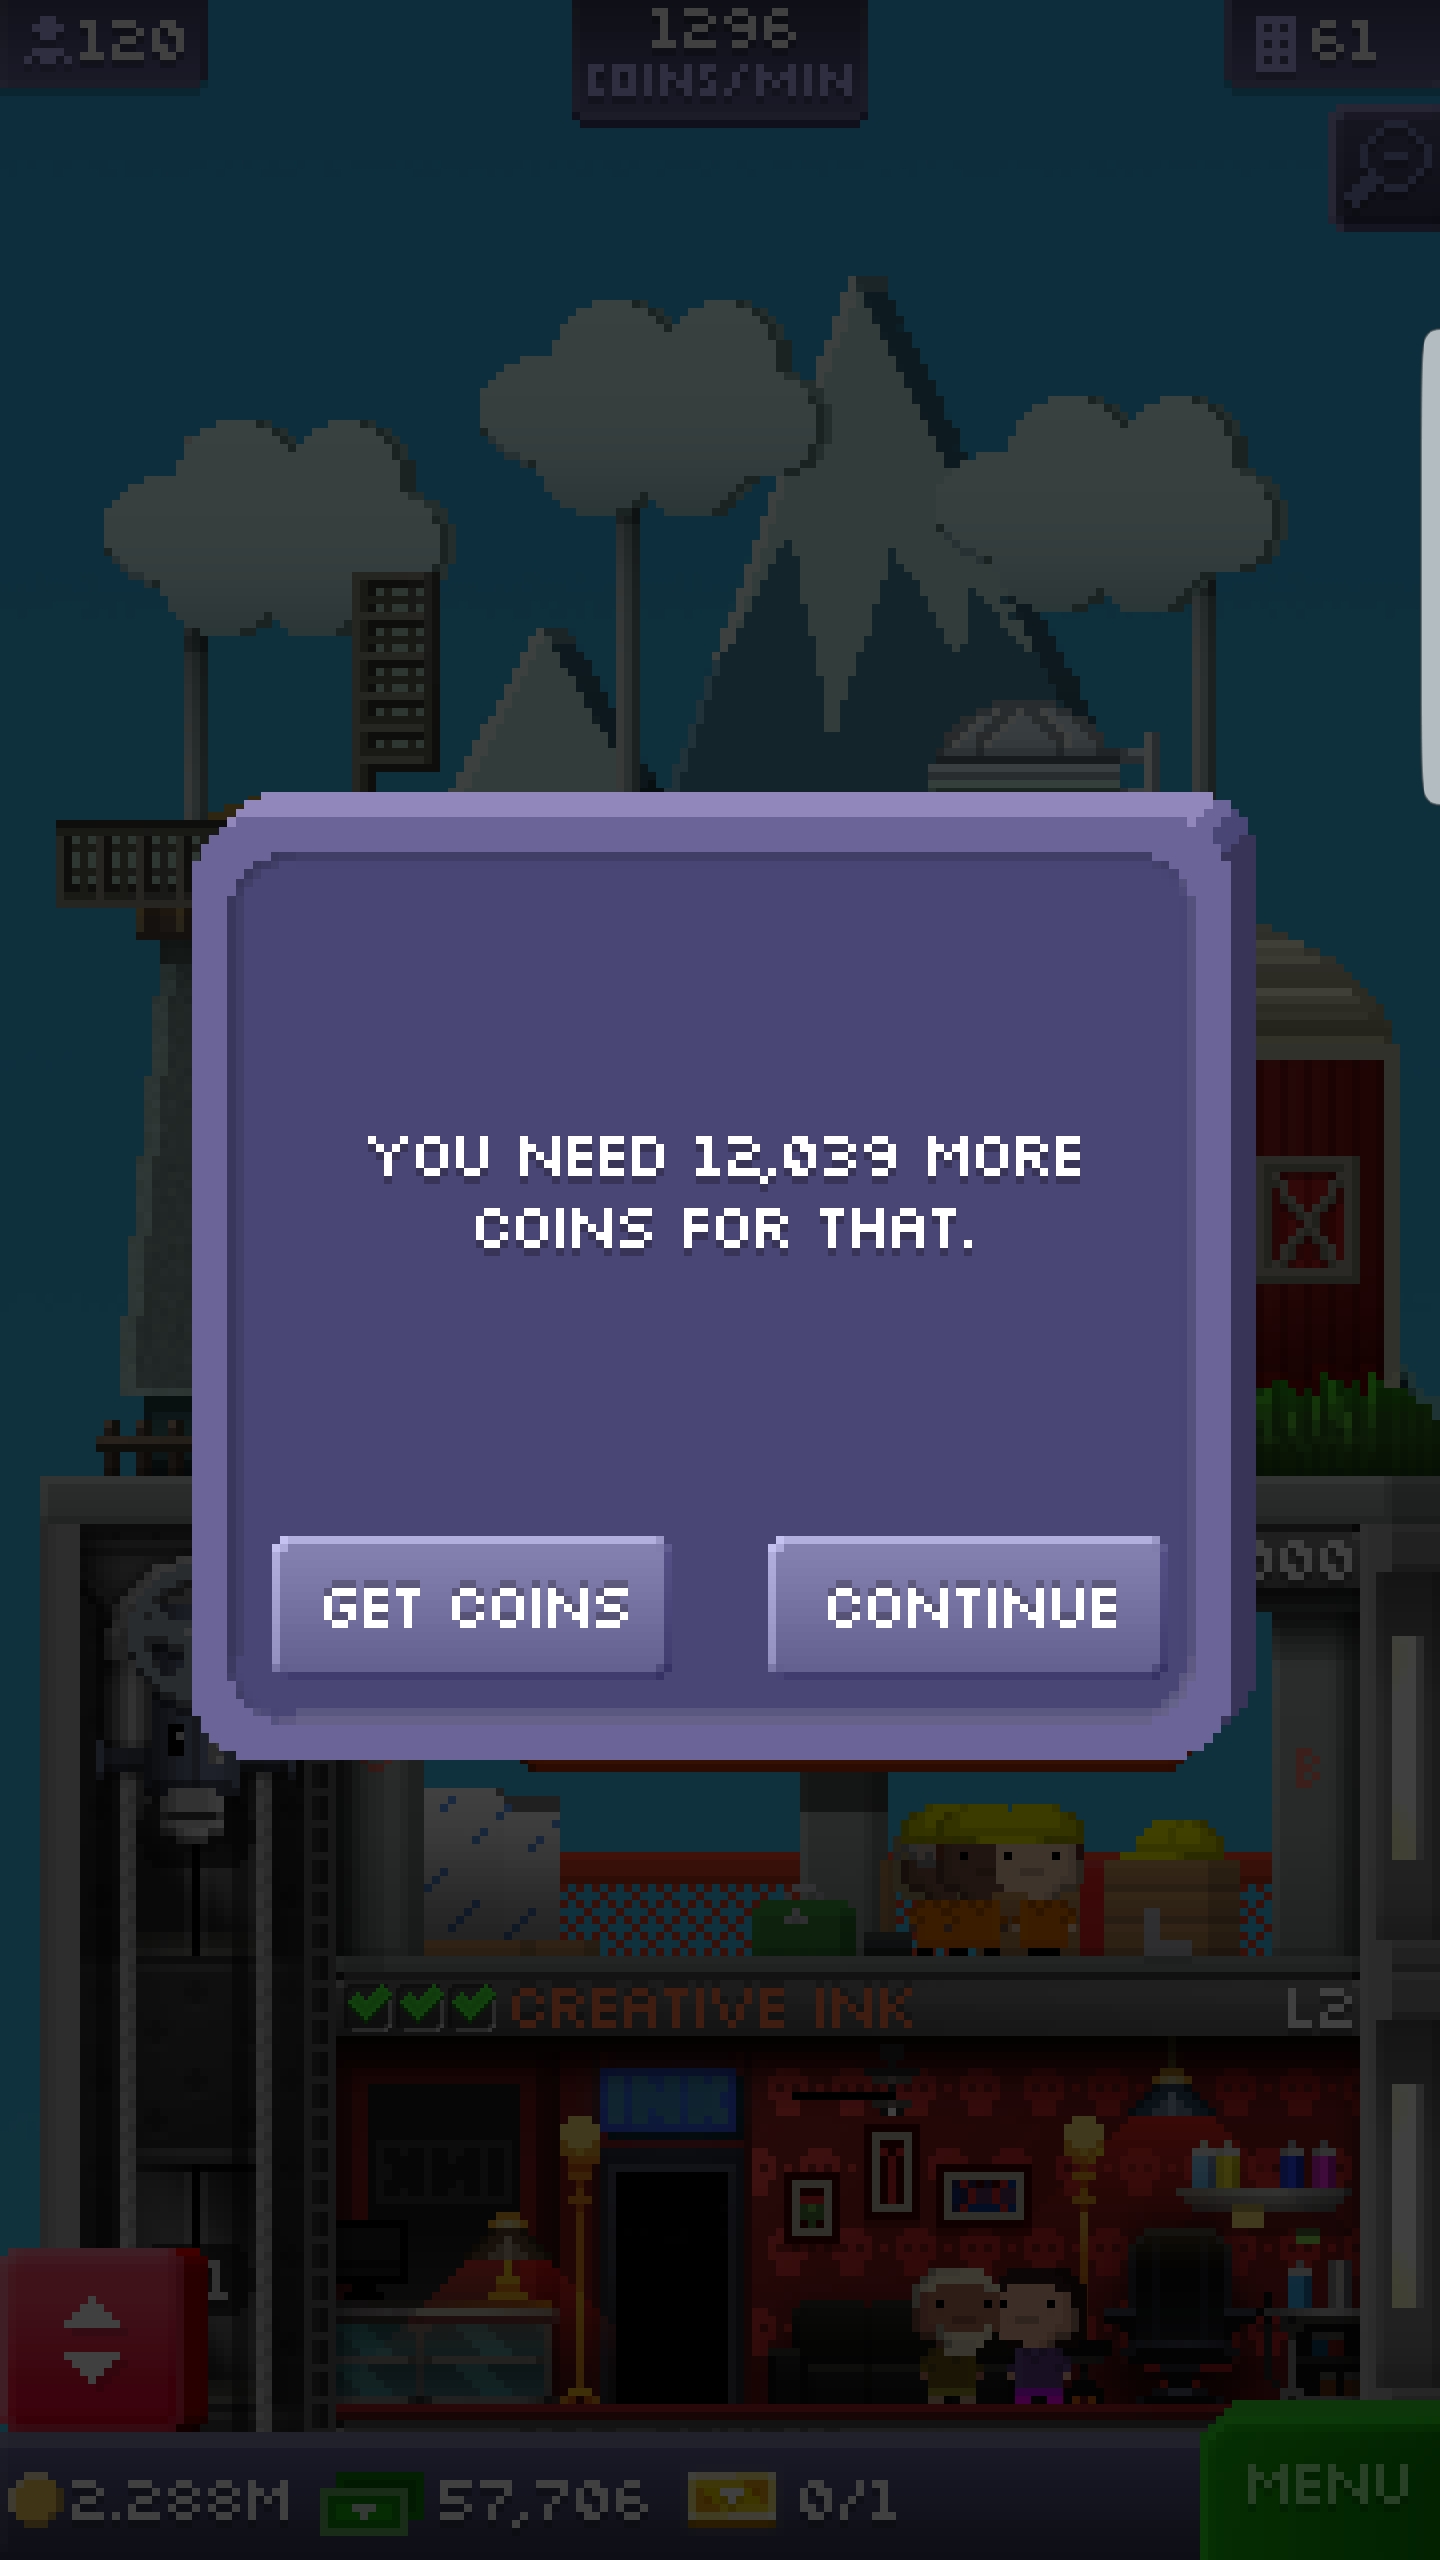 120
1296
COINS/MIN
61
YOU NEED 12,039 MORE
COINS FOR THAT.
GET COINS
CONTINUE
000
B
CREATIVE INK
L2
INK
1
2.288M
57,706
0/1
MENU